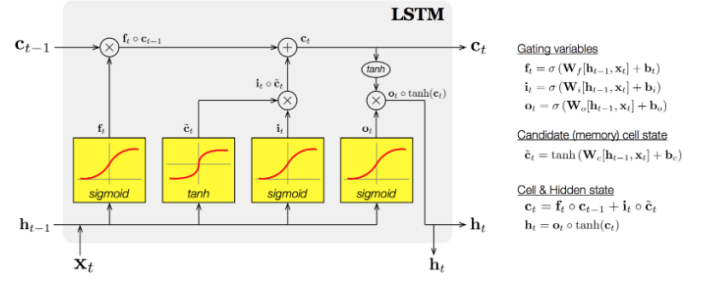 LSTM
c_{t−1}
f_t ∘ c_{t−1}
c_t
c_t
tanh
i_t ∘ c̃_t
o_t ∘ tanh(c_t)
f_t
c̃_t
i_t
o_t
sigmoid
tanh
sigmoid
sigmoid
h_{t−1}
h_t
x_t
h_t
Gating variables
f_t = σ (W_f[h_{t−1}, x_t] + b_t)
i_t = σ (W_i[h_{t−1}, x_t] + b_i)
o_t = σ (W_o[h_{t−1}, x_t] + b_o)
Candidate (memory) cell state
c̃_t = tanh (W_c[h_{t−1}, x_t] + b_c)
Cell & Hidden state
c_t = f_t ∘ c_{t−1} + i_t ∘ c̃_t
h_t = o_t ∘ tanh(c_t)